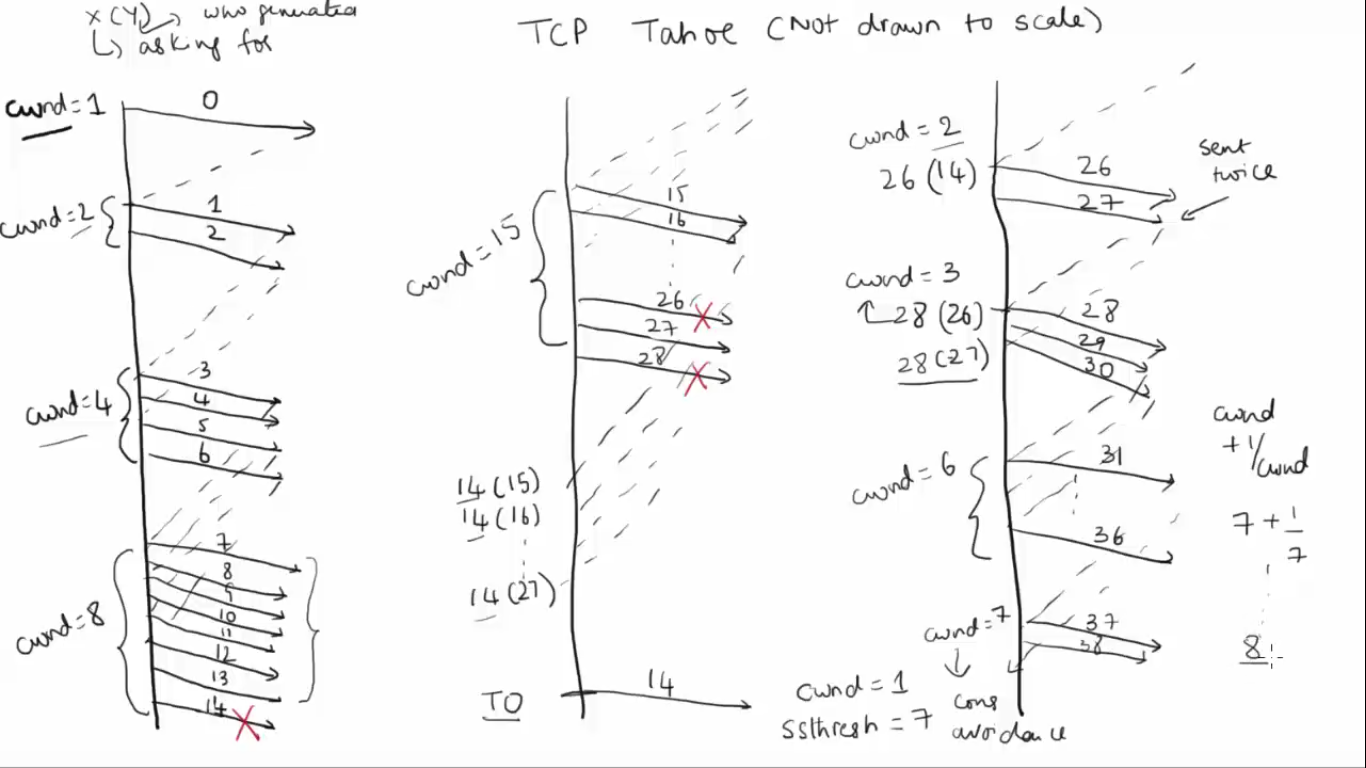 x(y) → who generated
↳ asking for
TCP Tahoe (Not drawn to scale)
cwnd=1
0
cwnd=2
1
2
cwnd=4
3
4
5
6
cwnd=8
7
8
9
10
11
12
13
14
cwnd=15
15
16
26
27
28
14(15)
14(16)
14(27)
TO
14
cwnd=1
ssthresh=7
cwnd=2
26(14)
26
27
sent
twice
cwnd=3
28(26)
28(27)
28
29
30
cwnd=6
31
36
cwnd=7
37
38
cons
avoidance
cwnd
+1/cwnd
7+1/7
8